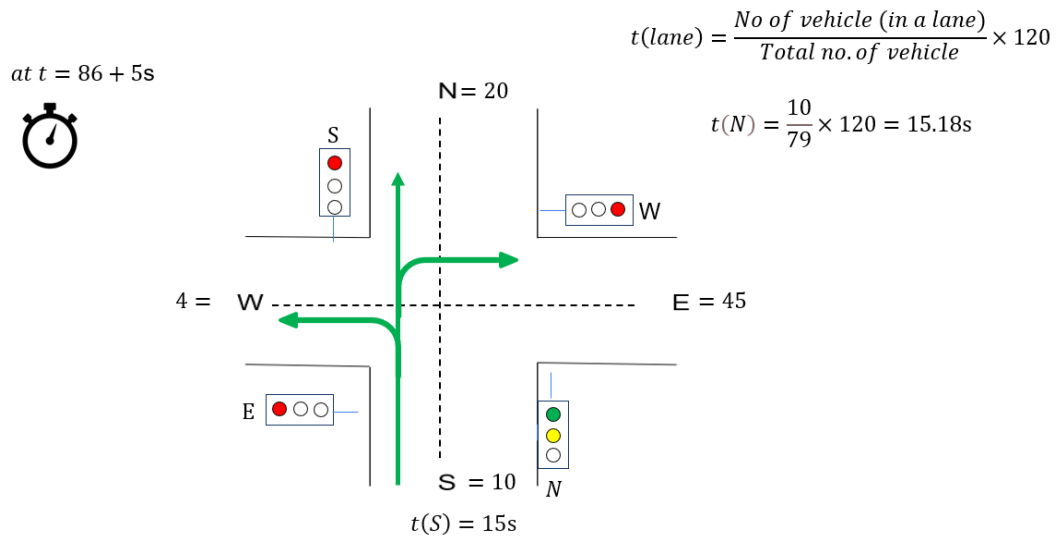 t(lane) = No of vehicle (in a lane) / Total no. of vehicle × 120
at t = 86 + 5s
N = 20
t(N) = 10/79 × 120 = 15.18s
S
W
4 = W
E = 45
E
S = 10
N
t(S) = 15s